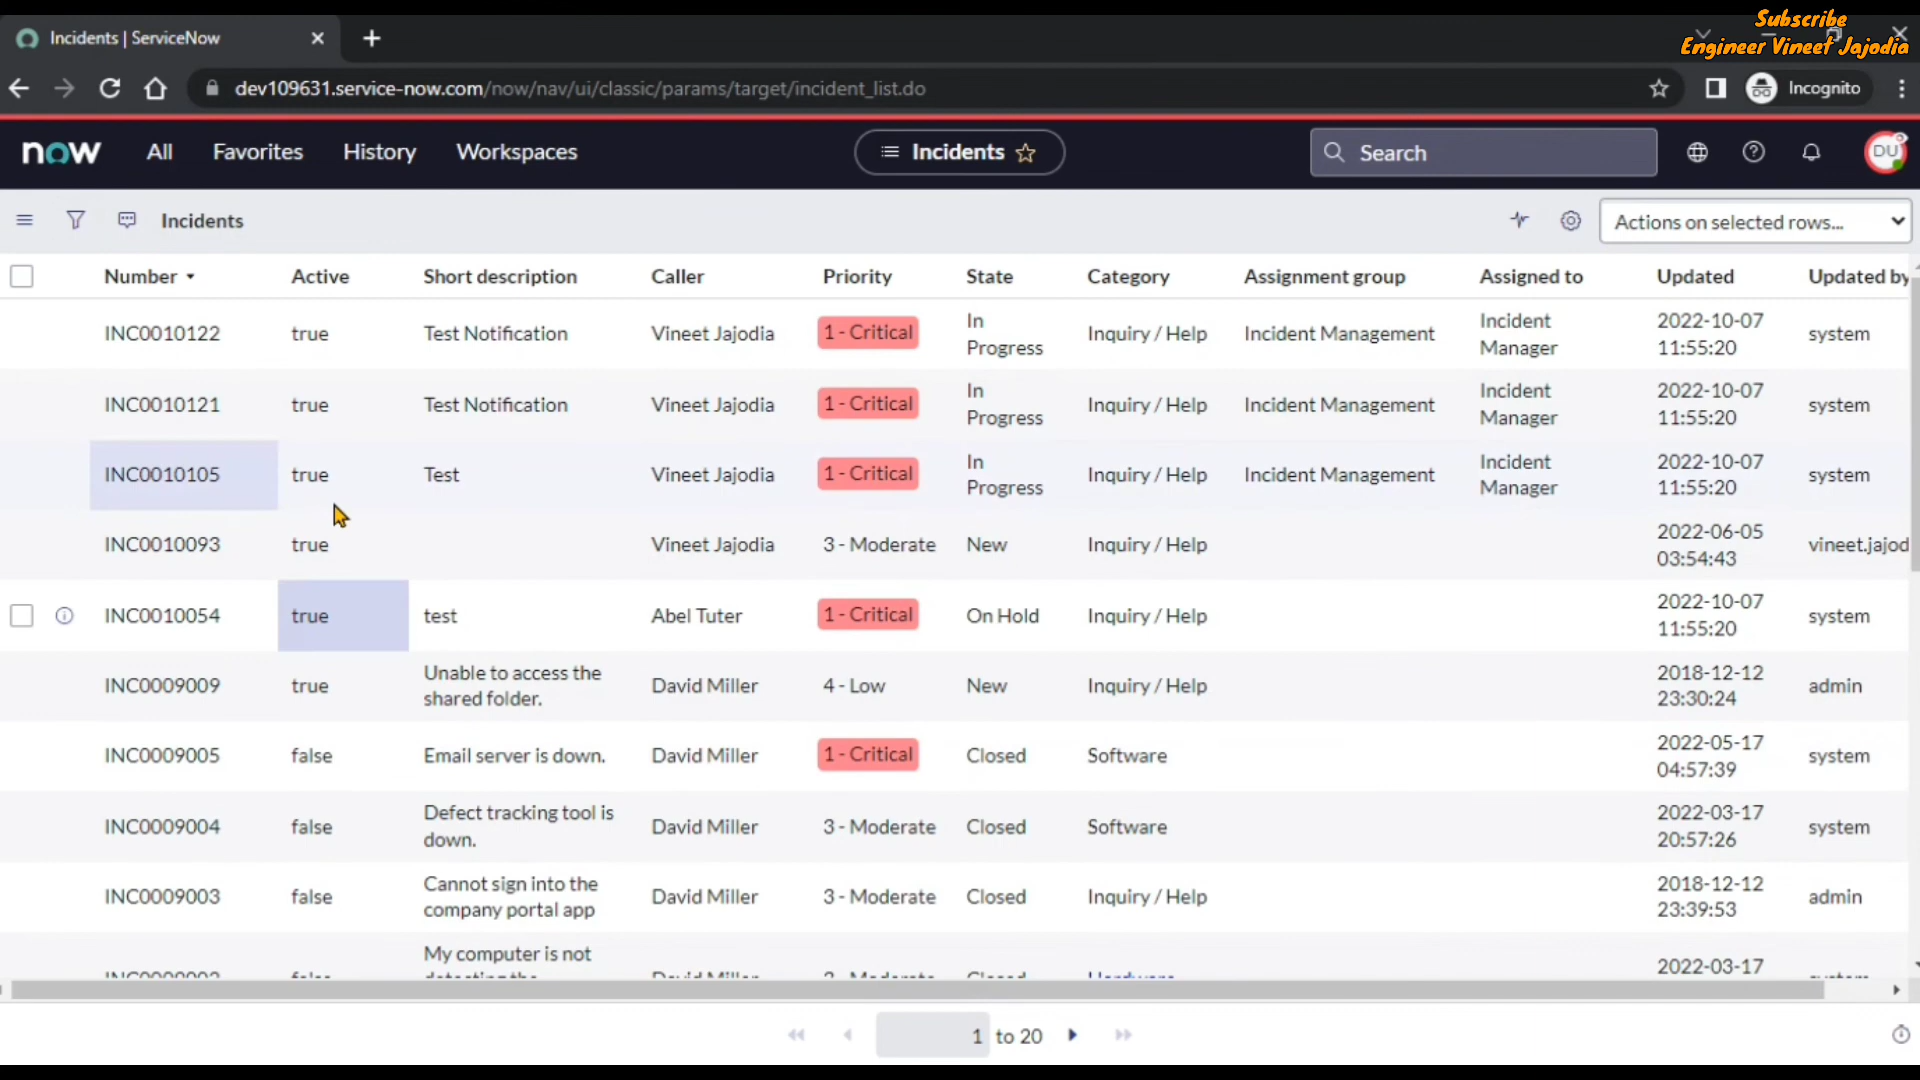 Subscribe
Engineer Vineet Jajodia
Incidents | ServiceNow
dev109631.service-now.com/now/nav/ui/classic/params/target/incident_list.do
Incognito
now All Favorites History Workspaces
Incidents
Search
DU
Incidents
Actions on selected rows...
Number Active Short description Caller Priority State Category Assignment group Assigned to Updated Updated by
INC0010122 true Test Notification Vineet Jajodia 1 - Critical In Progress Inquiry / Help Incident Management Incident Manager 2022-10-07 11:55:20 system
INC0010121 true Test Notification Vineet Jajodia 1 - Critical In Progress Inquiry / Help Incident Management Incident Manager 2022-10-07 11:55:20 system
INC0010105 true Test Vineet Jajodia 1 - Critical In Progress Inquiry / Help Incident Management Incident Manager 2022-10-07 11:55:20 system
INC0010093 true Vineet Jajodia 3 - Moderate New Inquiry / Help 2022-06-05 03:54:43 vineet.jajod
INC0010054 true test Abel Tuter 1 - Critical On Hold Inquiry / Help 2022-10-07 11:55:20 system
INC0009009 true Unable to access the shared folder. David Miller 4 - Low New Inquiry / Help 2018-12-12 23:30:24 admin
INC0009005 false Email server is down. David Miller 1 - Critical Closed Software 2022-05-17 04:57:39 system
INC0009004 false Defect tracking tool is down. David Miller 3 - Moderate Closed Software 2022-03-17 20:57:26 system
INC0009003 false Cannot sign into the company portal app David Miller 3 - Moderate Closed Inquiry / Help 2018-12-12 23:39:53 admin
My computer is not 2022-03-17
1 to 20